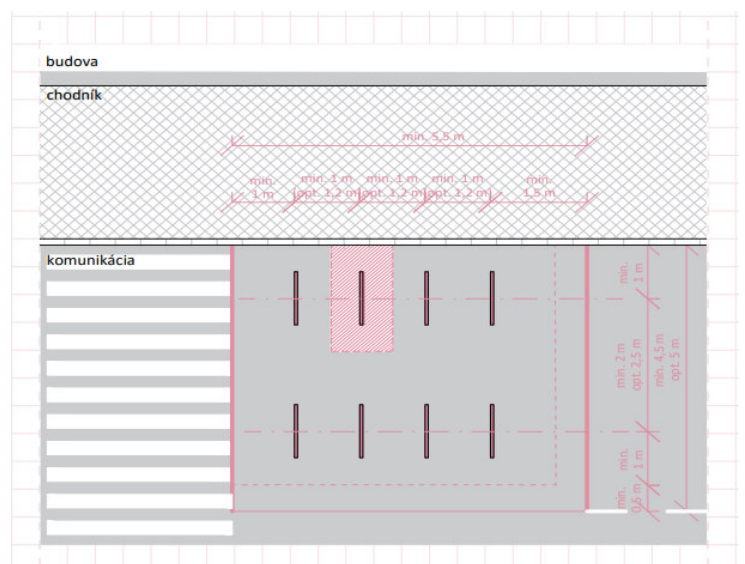 budova
chodník
min. 5,5 m
min.
1 m
min. 1 m
opt. 1,2 m
min. 1 m
opt. 1,2 m
min. 1 m
opt. 1,2 m
min.
1,5 m
komunikácia
min.
1 m
min. 2 m
opt. 2,5 m
min. 4,5 m
opt. 5 m
min.
1 m
min.
0,5 m